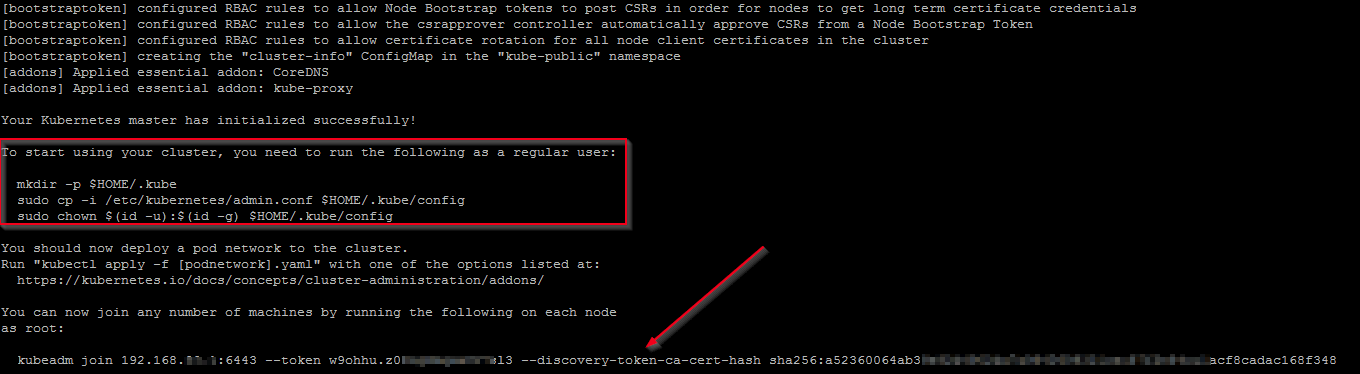 [bootstraptoken] configured RBAC rules to allow Node Bootstrap tokens to post CSRs in order for nodes to get long term certificate credentials
[bootstraptoken] configured RBAC rules to allow the csrapprover controller automatically approve CSRs from a Node Bootstrap Token
[bootstraptoken] configured RBAC rules to allow certificate rotation for all node client certificates in the cluster
[bootstraptoken] creating the "cluster-info" ConfigMap in the "kube-public" namespace
[addons] Applied essential addon: CoreDNS
[addons] Applied essential addon: kube-proxy
Your Kubernetes master has initialized successfully!
To start using your cluster, you need to run the following as a regular user:
mkdir -p $HOME/.kube
sudo cp -i /etc/kubernetes/admin.conf $HOME/.kube/config
sudo chown $(id -u):$(id -g) $HOME/.kube/config
You should now deploy a pod network to the cluster.
Run "kubectl apply -f [podnetwork].yaml" with one of the options listed at:
https://kubernetes.io/docs/concepts/cluster-administration/addons/
You can now join any number of machines by running the following on each node
as root:
kubeadm join 192.168. :6443 --token w9ohhu.z0 sl3 --discovery-token-ca-cert-hash sha256:a52360064ab3 acf8cadac168f348